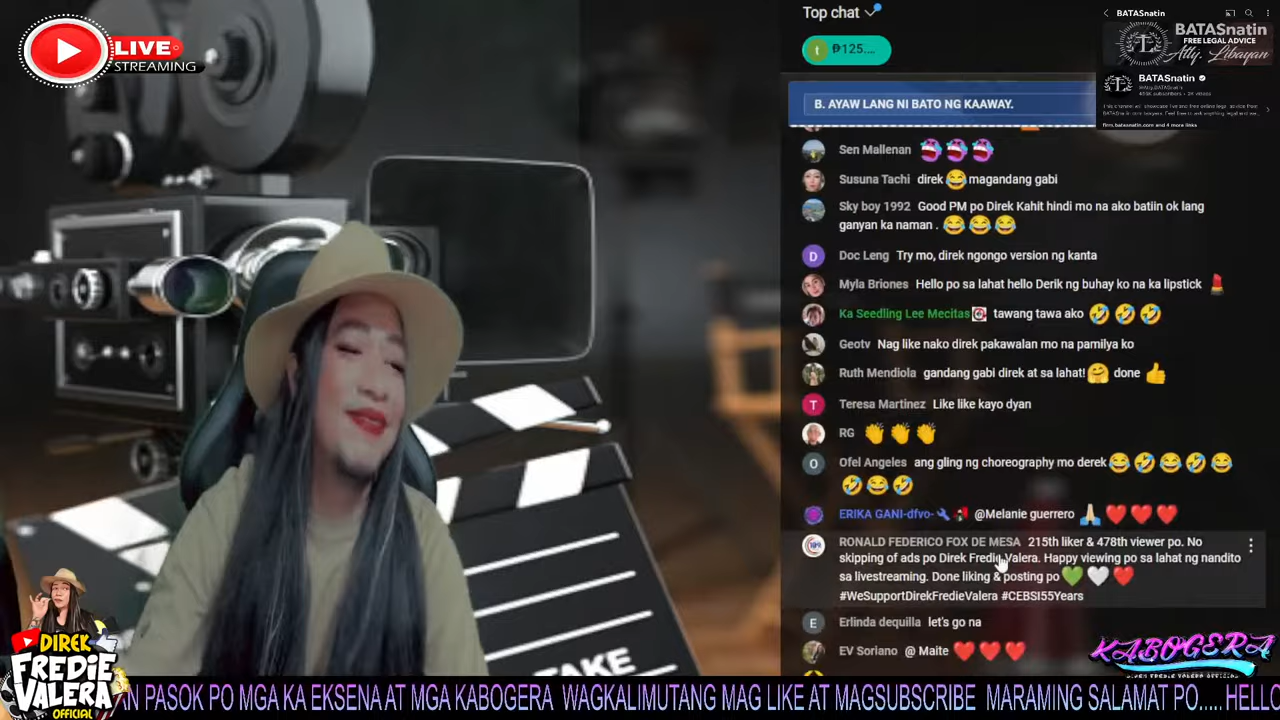 LIVE
STREAMING
Top chat
t ₱125....
BATASnatin
BATASnatin
FREE LEGAL ADVICE
Atty. Libayan
BATASnatin
B. AYAW LANG NI BATO NG KAAWAY.
Sen Mallenan
Susuna Tachi direk 😂 magandang gabi
Sky boy 1992 Good PM po Direk Kahit hindi mo na ako batiin ok lang
ganyan ka naman . 😂😂😂
D Doc Leng Try mo, direk ngongo version ng kanta
Myla Briones Hello po sa lahat hello Derik ng buhay ko na ka lipstick 💄
Ka Seedling Lee Mecitas tawang tawa ako 🤣🤣🤣
Geotv Nag like nako direk pakawalan mo na pamilya ko
Ruth Mendiola gandang gabi direk at sa lahat!🤗 done 👍
T Teresa Martinez Like like kayo dyan
RG 👏👏👏
O Ofel Angeles ang gling ng choreography mo derek😂🤣😂🤣😂
🤣😂🤣
ERIKA GANI-dfvo- @Melanie guerrero 🙏🏻❤️❤️❤️
RONALD FEDERICO FOX DE MESA 215th liker & 478th viewer po. No
skipping of ads po Direk Fredie Valera. Happy viewing po sa lahat ng nandito
sa livestreaming. Done liking & posting po 💚🤍❤️
#WeSupportDirekFredieValera #CEBSI55Years
E Erlinda dequilla let's go na
EV Soriano @ Maite ❤️❤️❤️
TAKE
DIREK
FREDIE
VALERA
OFFICIAL
KABOGERA
AN PASOK PO MGA KA EKSENA AT MGA KABOGERA WAGKALIMUTANG MAG LIKE AT MAGSUBSCRIBE MARAMING SALAMAT PO.....HELLO